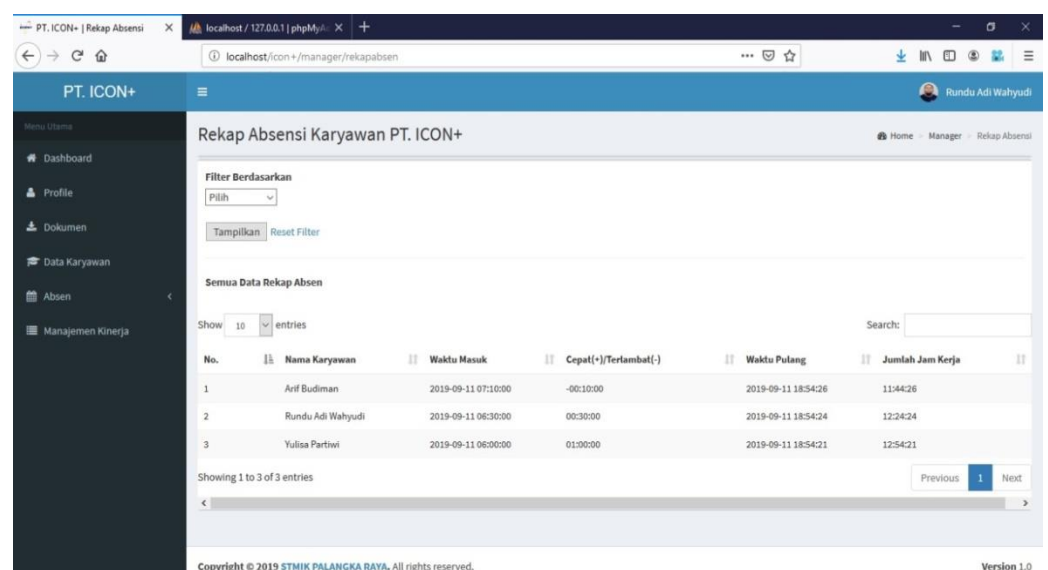 PT. ICON+ | Rekap Absensi
localhost / 127.0.0.1 | phpMyA
localhost/icon+/manager/rekapabsen
PT. ICON+
Rundu Adi Wahyudi
Menu Utama
Rekap Absensi Karyawan PT. ICON+
Home > Manager > Rekap Absensi
Dashboard
Profile
Dokumen
Data Karyawan
Absen
Manajemen Kinerja
Filter Berdasarkan
Pilih
Tampilkan Reset Filter
Semua Data Rekap Absen
Show 10 entries
Search:
No. Nama Karyawan Waktu Masuk Cepat(+)/Terlambat(-) Waktu Pulang Jumlah Jam Kerja
1 Arif Budiman 2019-09-11 07:10:00 -00:10:00 2019-09-11 18:54:26 11:44:26
2 Rundu Adi Wahyudi 2019-09-11 06:30:00 00:30:00 2019-09-11 18:54:24 12:24:24
3 Yulisa Partiwi 2019-09-11 06:00:00 01:00:00 2019-09-11 18:54:21 12:54:21
Showing 1 to 3 of 3 entries
Previous 1 Next
Copyright © 2019 STMIK PALANGKA RAYA. All rights reserved.
Version 1.0